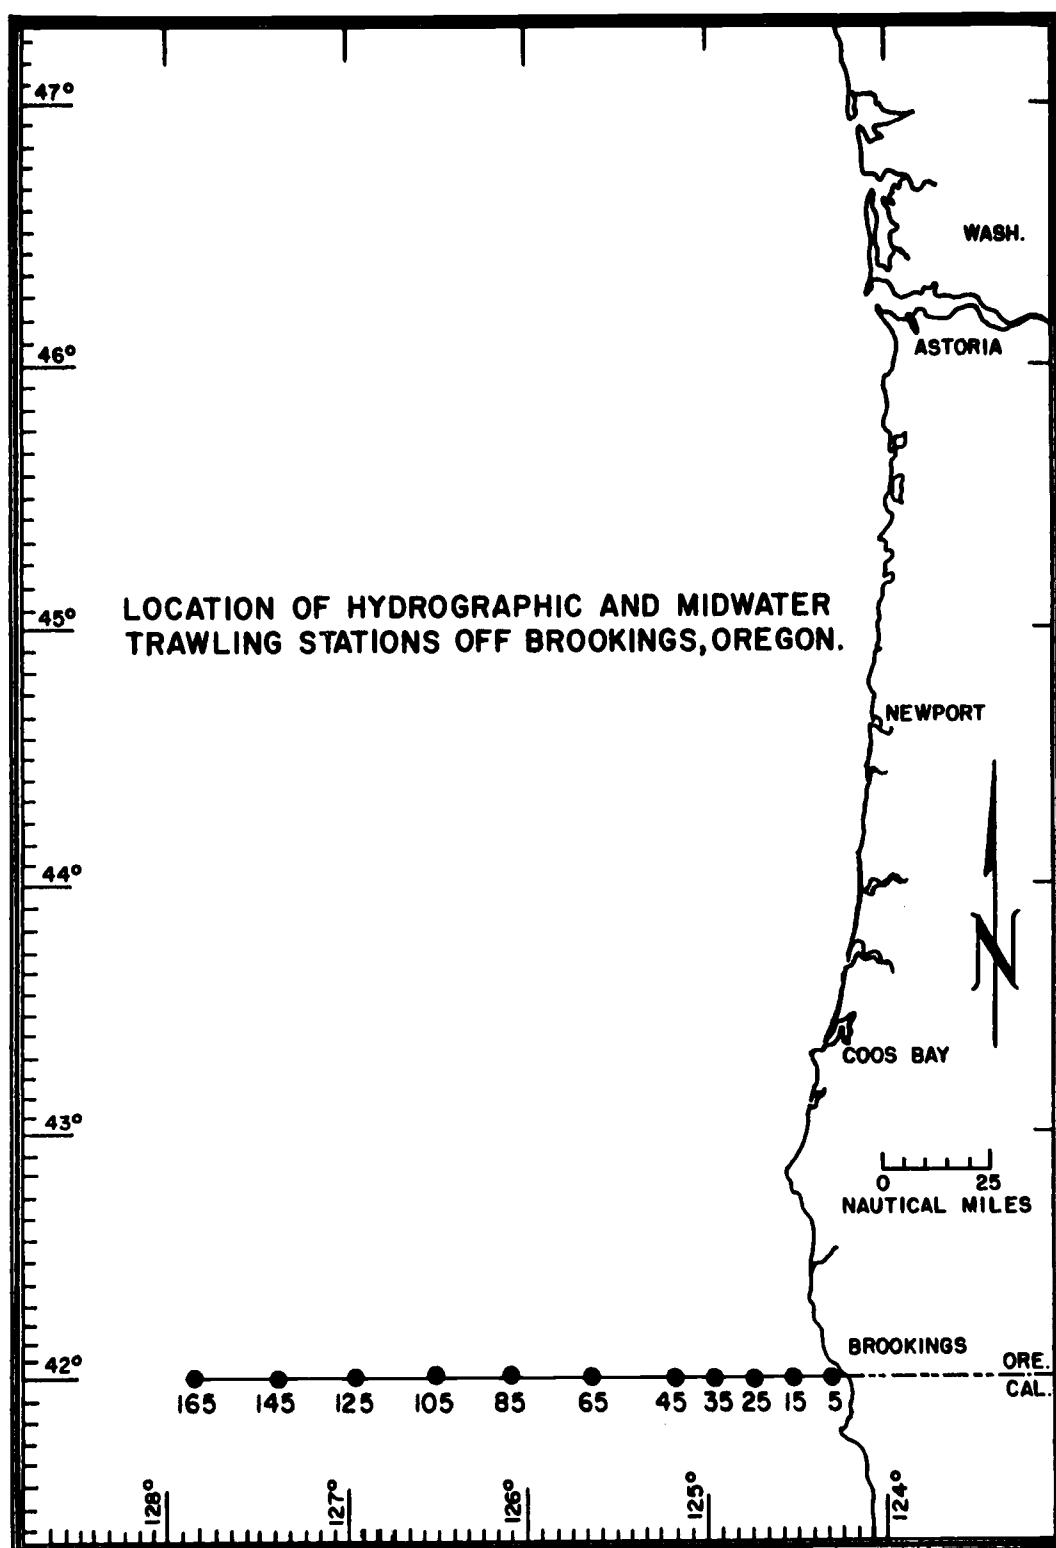 47°
WASH.
46°
ASTORIA
LOCATION OF HYDROGRAPHIC AND MIDWATER
45°
TRAWLING STATIONS OFF BROOKINGS, OREGON.
NEWPORT
44°
N
COOS BAY
43°
0 25
NAUTICAL MILES
BROOKINGS
42°
ORE.
CAL.
165 145 125 105 85 65 45 35 25 15 5
128° 127° 126° 125° 124°